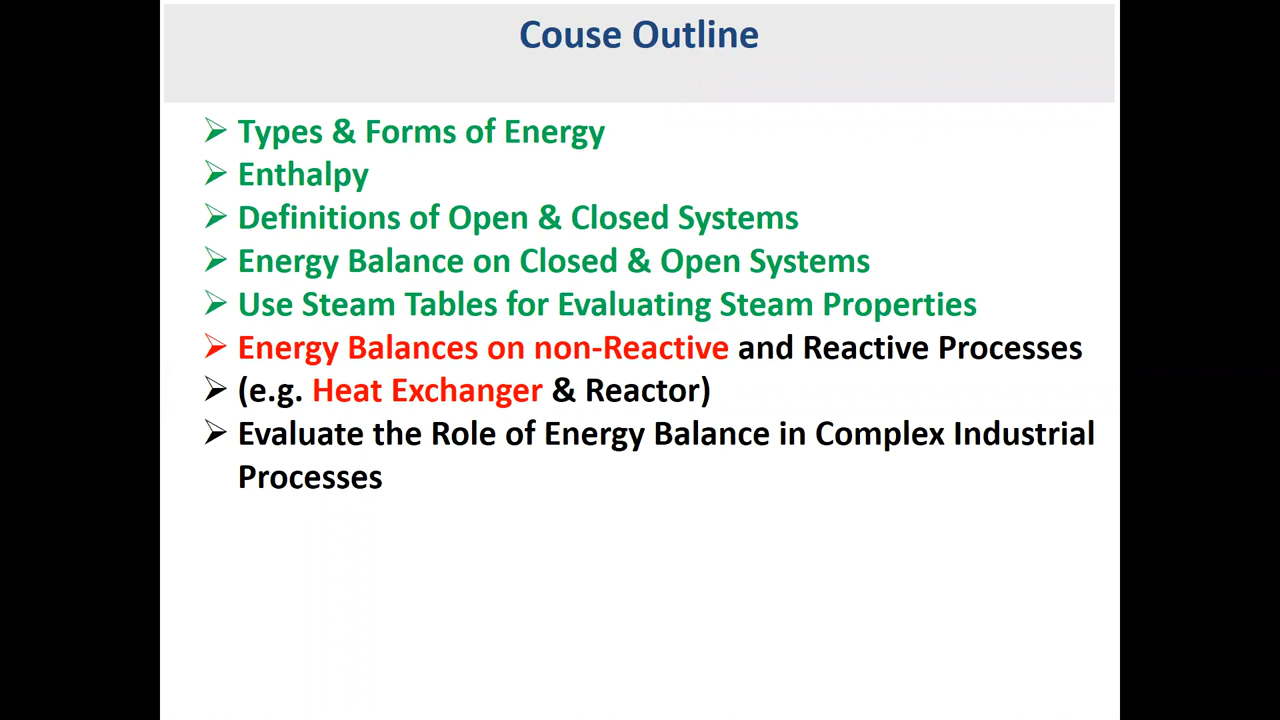 Couse Outline
➢ Types & Forms of Energy
➢ Enthalpy
➢ Definitions of Open & Closed Systems
➢ Energy Balance on Closed & Open Systems
➢ Use Steam Tables for Evaluating Steam Properties
➢ Energy Balances on non-Reactive and Reactive Processes
➢ (e.g. Heat Exchanger & Reactor)
➢ Evaluate the Role of Energy Balance in Complex Industrial
Processes